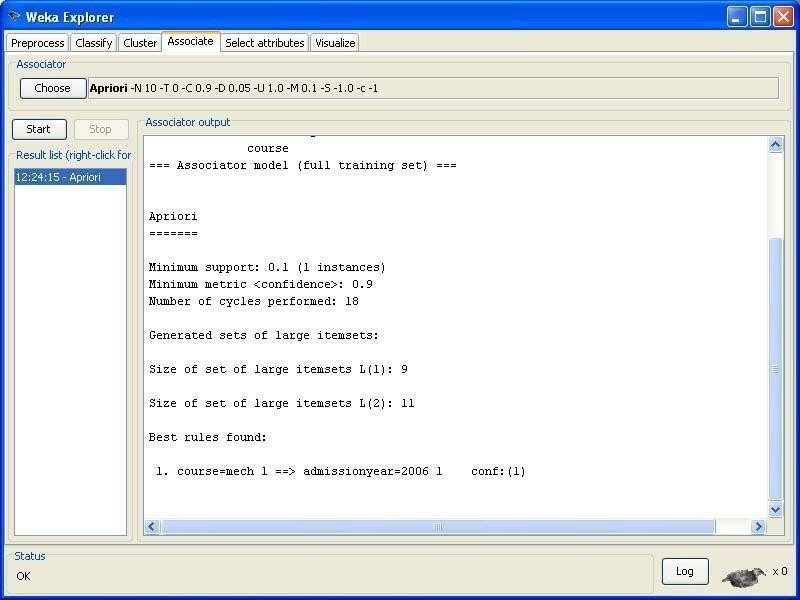 Weka Explorer
Preprocess Classify Cluster Associate Select attributes Visualize
Associator
Choose Apriori -N 10 -T 0 -C 0.9 -D 0.05 -U 1.0 -M 0.1 -S -1.0 -c -1
Start Stop
Associator output
Result list (right-click for
12:24:15 - Apriori
course
=== Associator model (full training set) ===
Apriori
=======
Minimum support: 0.1 (1 instances)
Minimum metric <confidence>: 0.9
Number of cycles performed: 18
Generated sets of large itemsets:
Size of set of large itemsets L(1): 9
Size of set of large itemsets L(2): 11
Best rules found:
1. course=mech 1 ==> admissionyear=2006 1 conf:(1)
Status
OK
Log
x 0